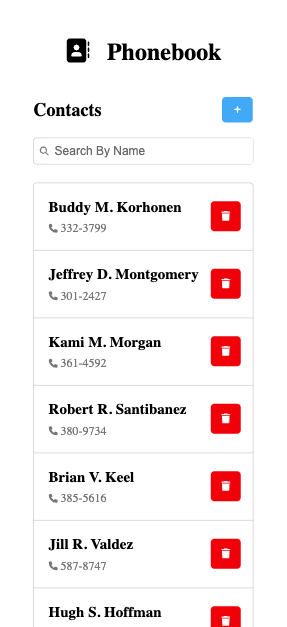 Phonebook
Contacts
+
Search By Name
Buddy M. Korhonen
332-3799
Jeffrey D. Montgomery
301-2427
Kami M. Morgan
361-4592
Robert R. Santibanez
380-9734
Brian V. Keel
385-5616
Jill R. Valdez
587-8747
Hugh S. Hoffman